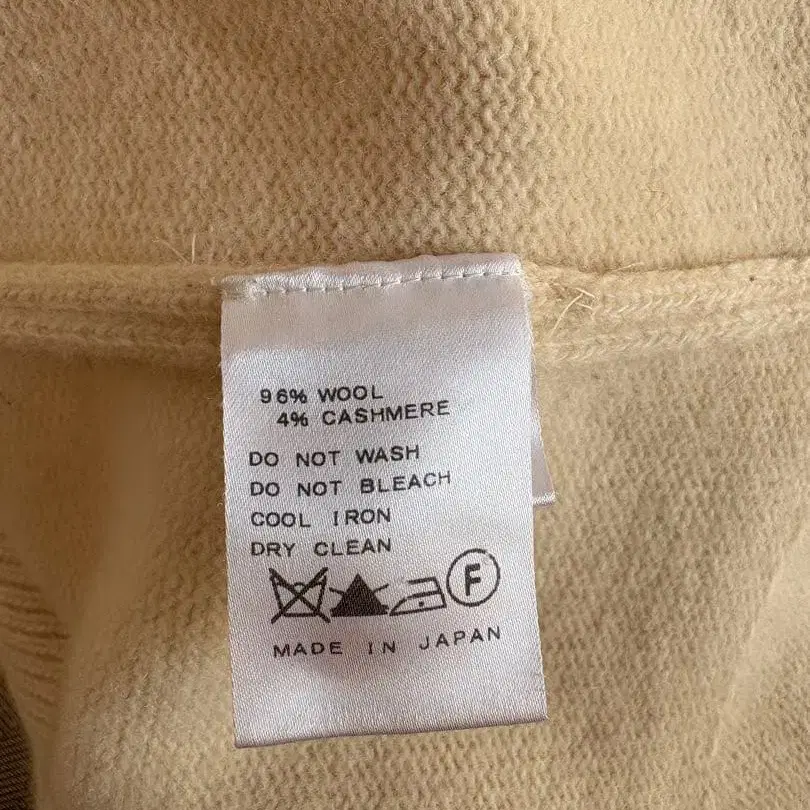 96% WOOL
4% CASHMERE
DO NOT WASH
DO NOT BLEACH
COOL IRON
DRY CLEAN
F
MADE IN JAPAN